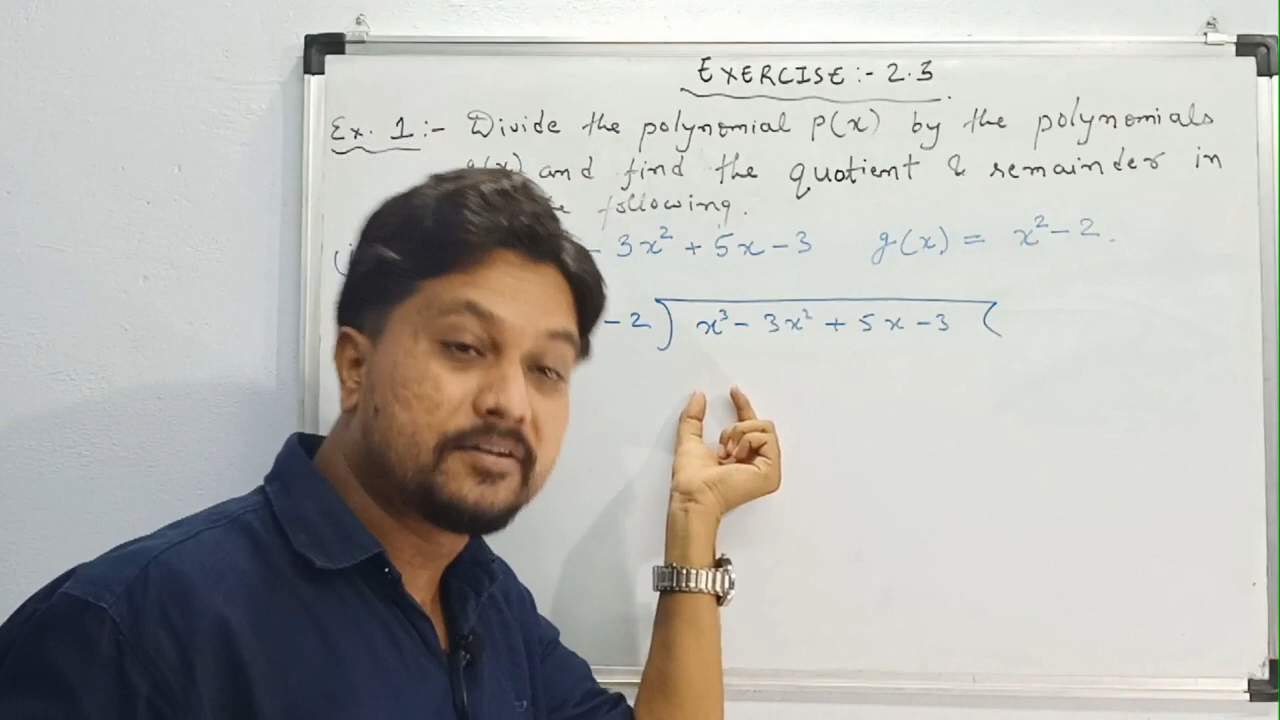 EXERCISE:- 2.3
Ex. 1:- Divide the polynomial P(x) by the polynomials
g(x) and find the quotient & remainder in
following.
- 3x² + 5x - 3 g(x) = x² - 2.
- 2) x³ - 3x² + 5x - 3 (